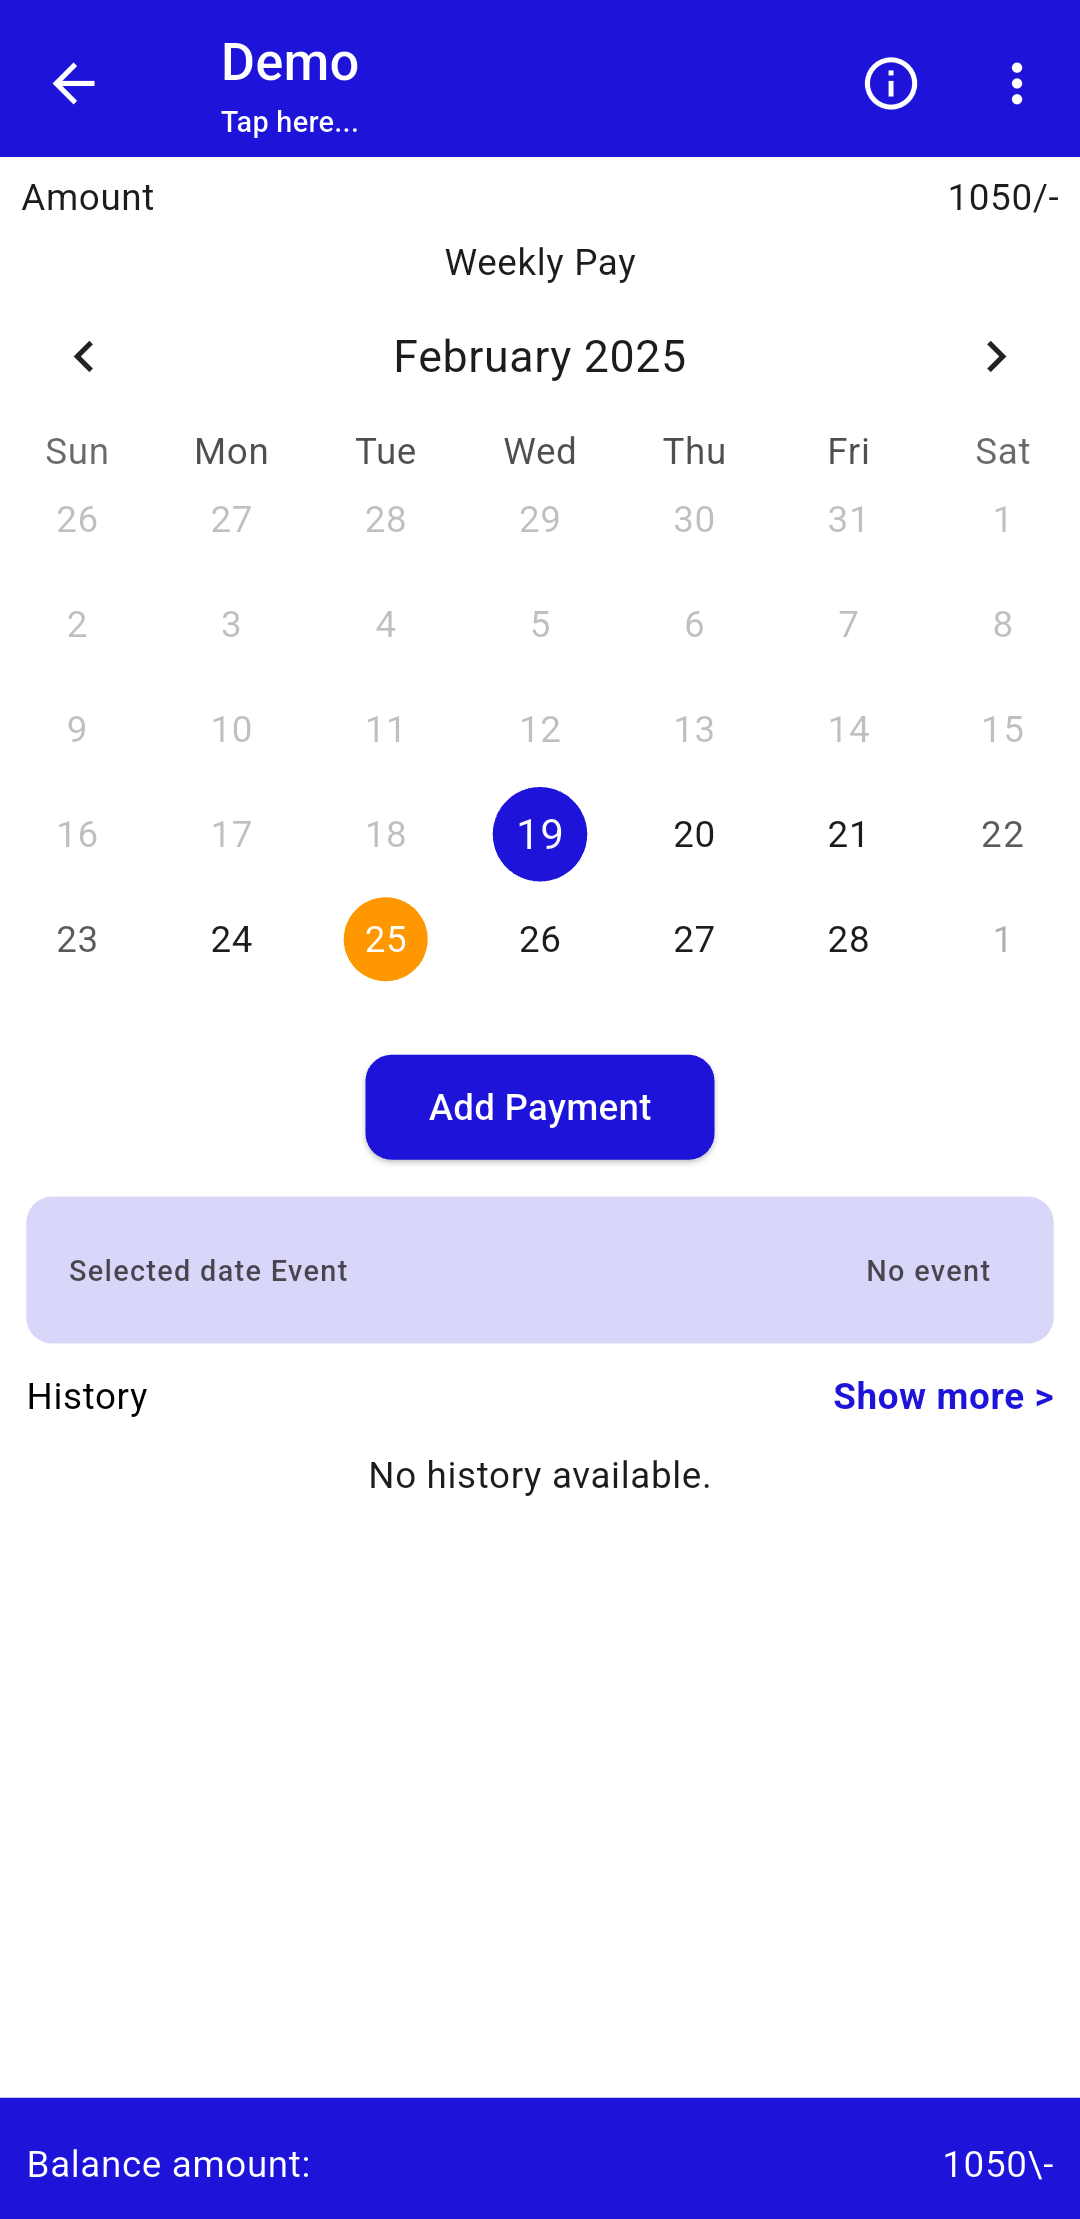 Demo
Tap here...
Amount 1050/-
Weekly Pay
February 2025
Sun Mon Tue Wed Thu Fri Sat
26 27 28 29 30 31 1
2 3 4 5 6 7 8
9 10 11 12 13 14 15
16 17 18 19 20 21 22
23 24 25 26 27 28 1
Add Payment
Selected date Event No event
History Show more >
No history available.
Balance amount: 1050\-